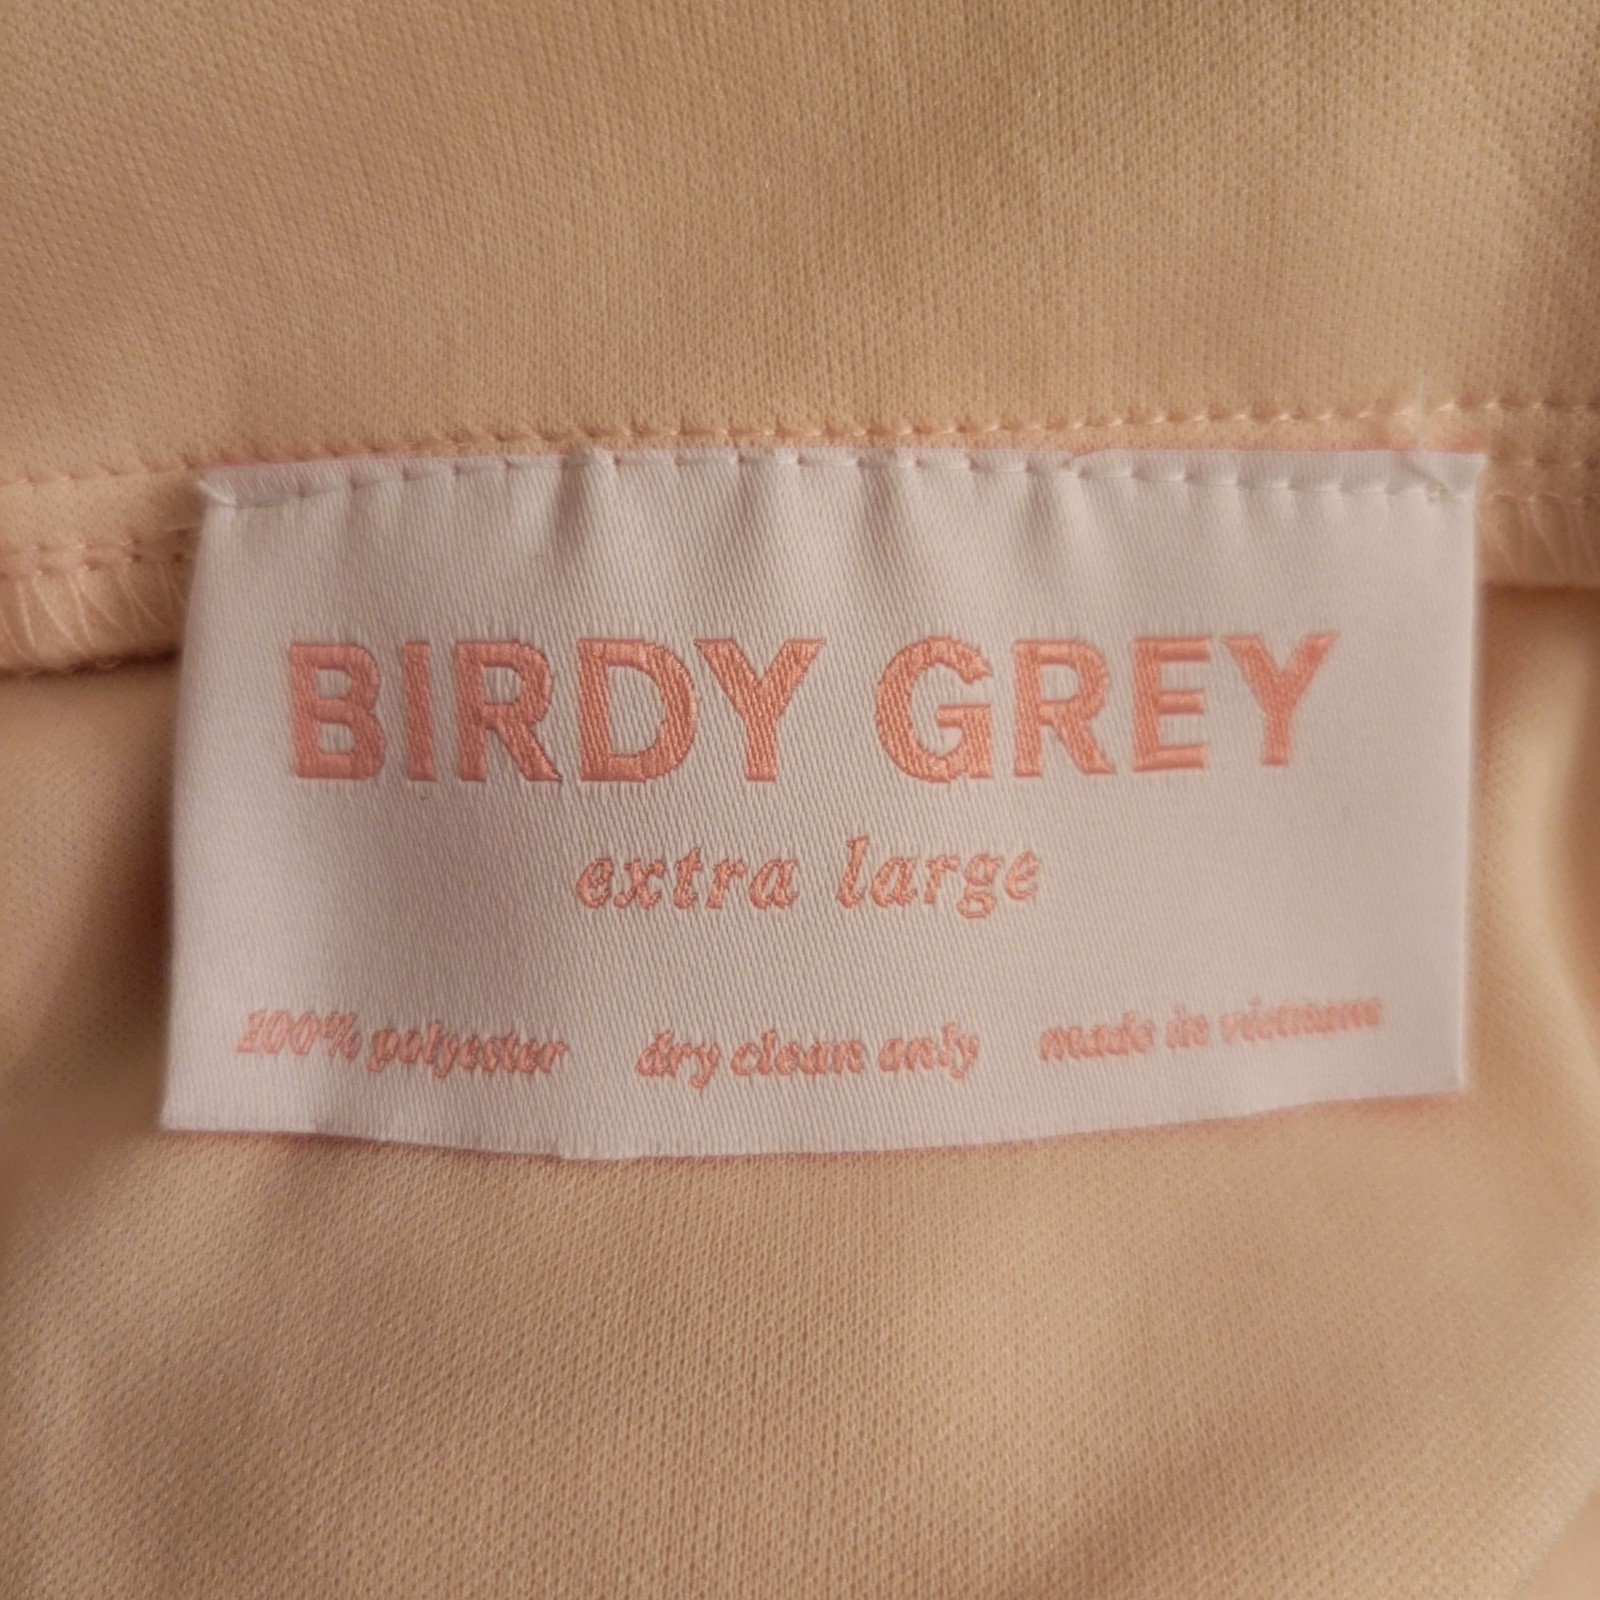 BIRDY GREY
extra large
100% polyester dry clean only made in vietnam